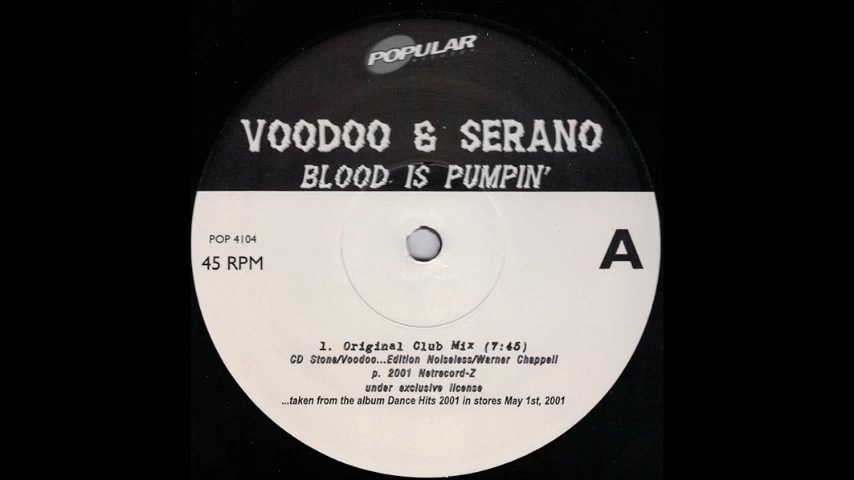 POPULAR
VOODOO & SERANO
BLOOD IS PUMPIN'
POP 4104
45 RPM
A
1. Original Club Mix (7:45)
CD Stone/Voodoo...Edition Noiseless/Warner Chappell
p. 2001 Netrecord-Z
under exclusive license
...taken from the album Dance Hits 2001 in stores May 1st, 2001